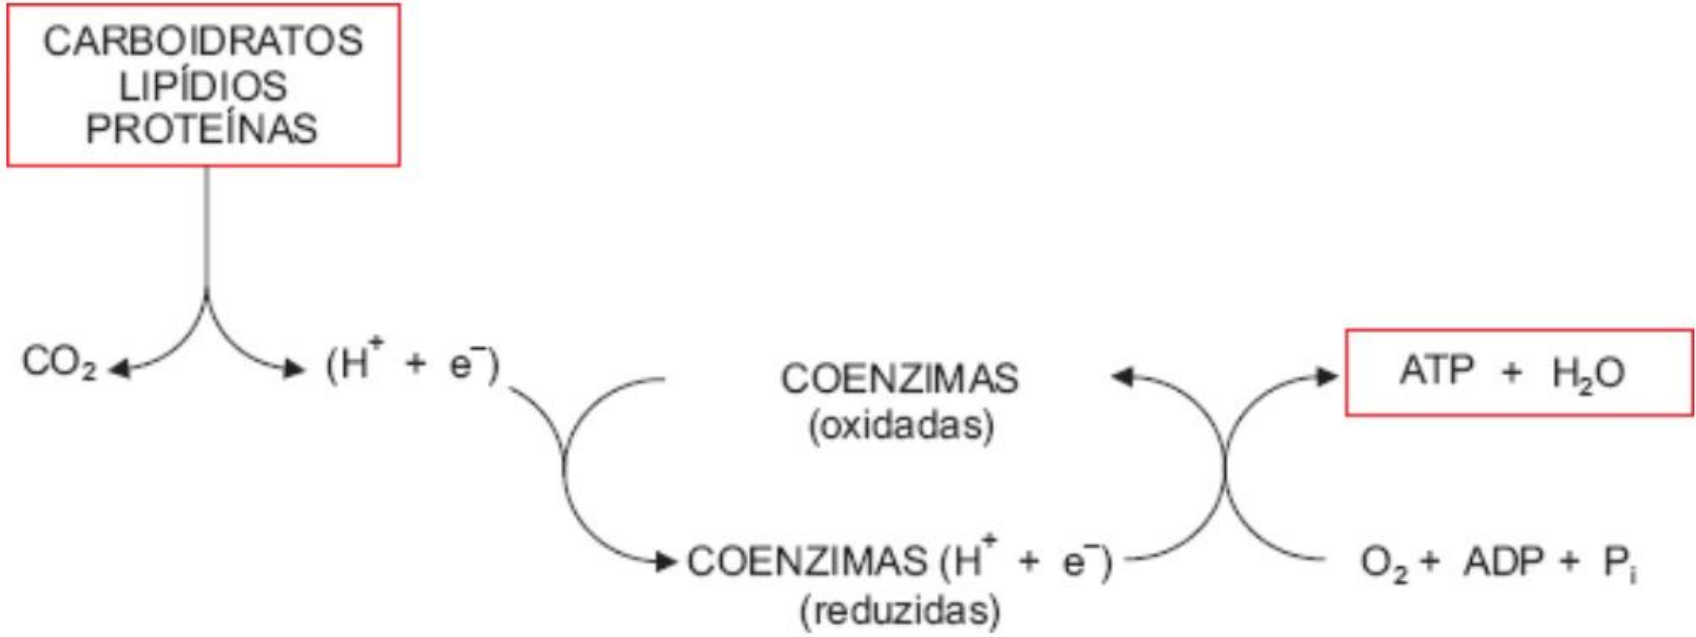 CARBOIDRATOS
LIPÍDIOS
PROTEÍNAS
CO₂
(H⁺ + e⁻)
COENZIMAS
(oxidadas)
ATP + H₂O
COENZIMAS (H⁺ + e⁻)
(reduzidas)
O₂ + ADP + Pᵢ